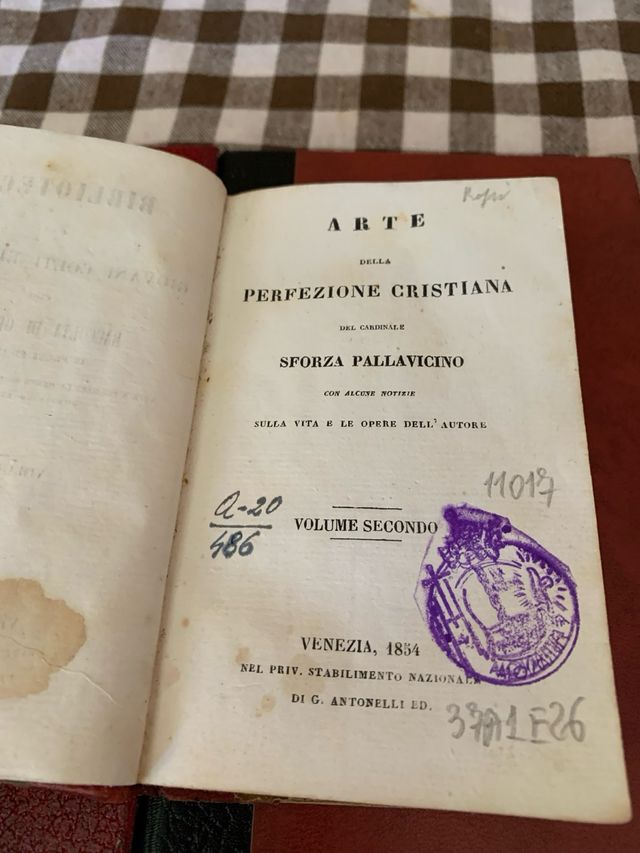 ARTE
DELLA
PERFEZIONE CRISTIANA
DEL CARDINALE
SFORZA PALLAVICINO
CON ALCUNE NOTIZIE
SULLA VITA E LE OPERE DELL' AUTORE
11017
A-20
486
VOLUME SECONDO
VENEZIA, 1854
NEL PRIV. STABILIMENTO NAZIONALE
DI G. ANTONELLI ED.